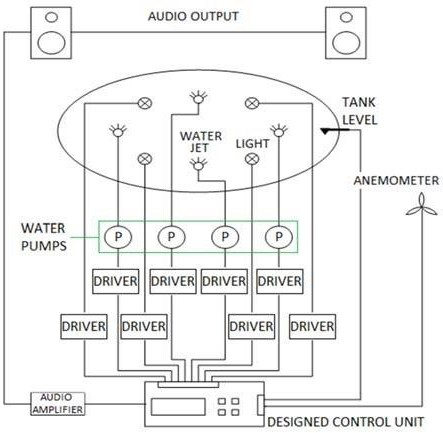 AUDIO OUTPUT
TANK
LEVEL
WATER
JET
LIGHT
ANEMOMETER
WATER
PUMPS
P
P
P
P
DRIVER
DRIVER
DRIVER
DRIVER
DRIVER
DRIVER
DRIVER
DRIVER
AUDIO
AMPLIFIER
DESIGNED CONTROL UNIT